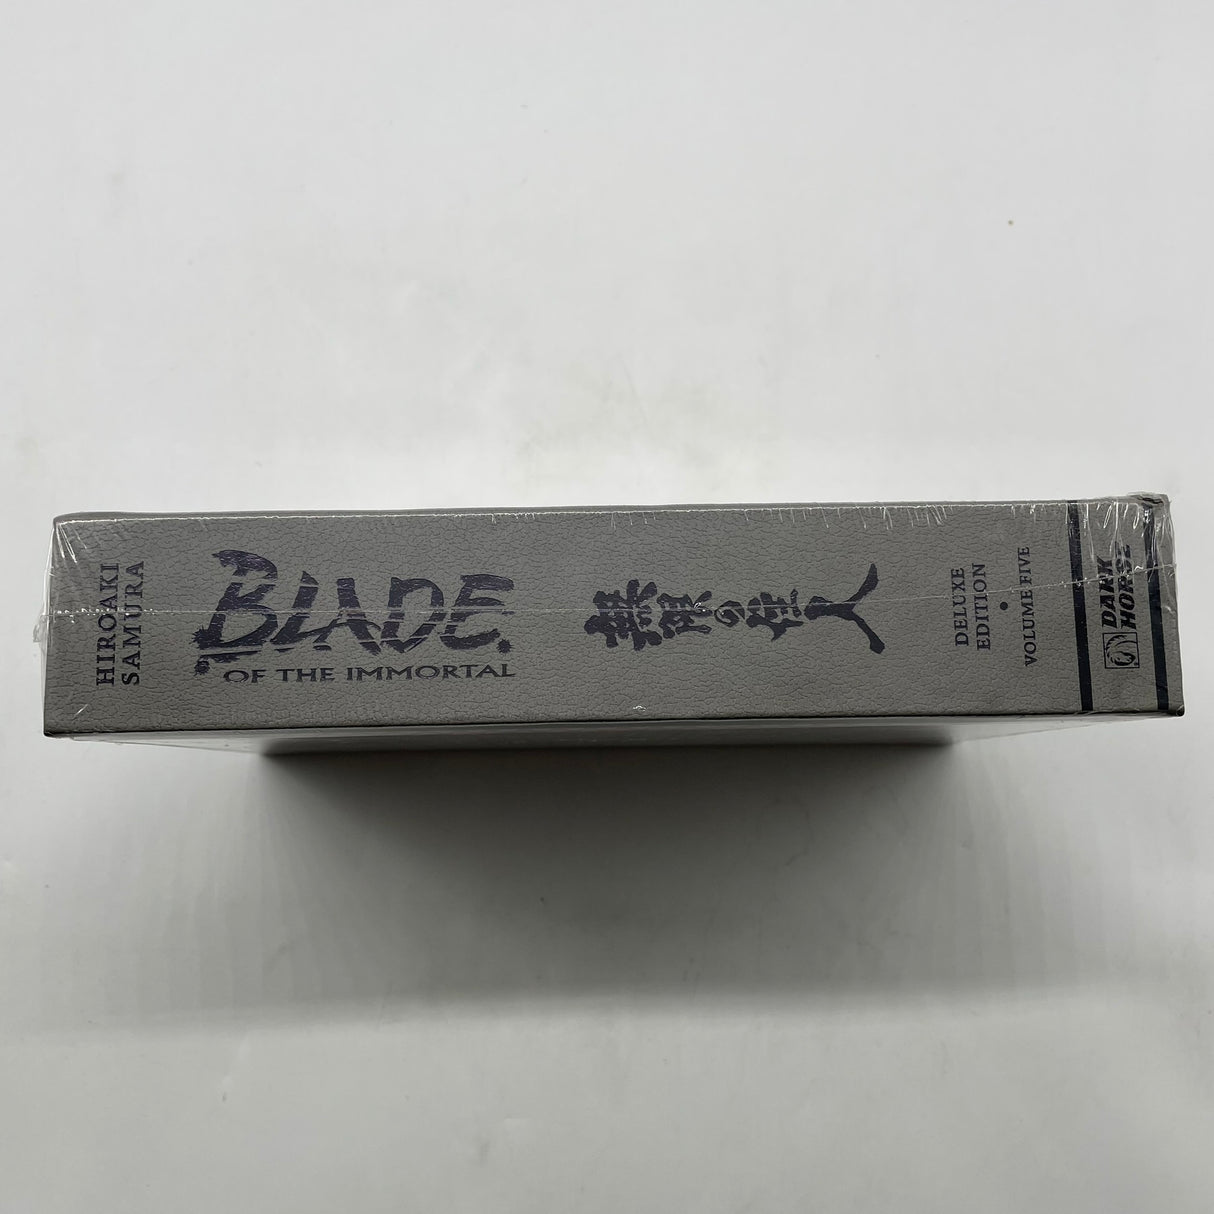 HIROAKI
SAMURA
BLADE
OF THE IMMORTAL
無限の住人
DELUXE
EDITION
•
VOLUME FIVE
DARK
HORSE